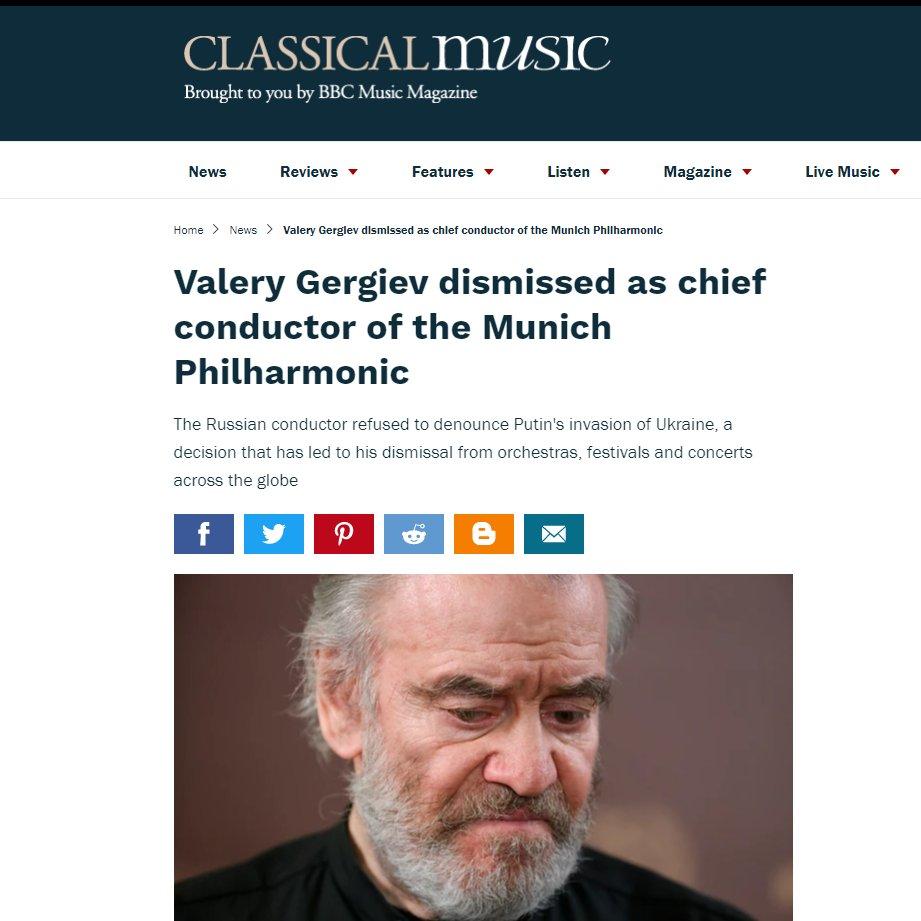 CLASSICALMUSIC
Brought to you by BBC Music Magazine
News Reviews Features Listen Magazine Live Music
Home > News > Valery Gergiev dismissed as chief conductor of the Munich Philharmonic
Valery Gergiev dismissed as chief
conductor of the Munich
Philharmonic
The Russian conductor refused to denounce Putin's invasion of Ukraine, a
decision that has led to his dismissal from orchestras, festivals and concerts
across the globe